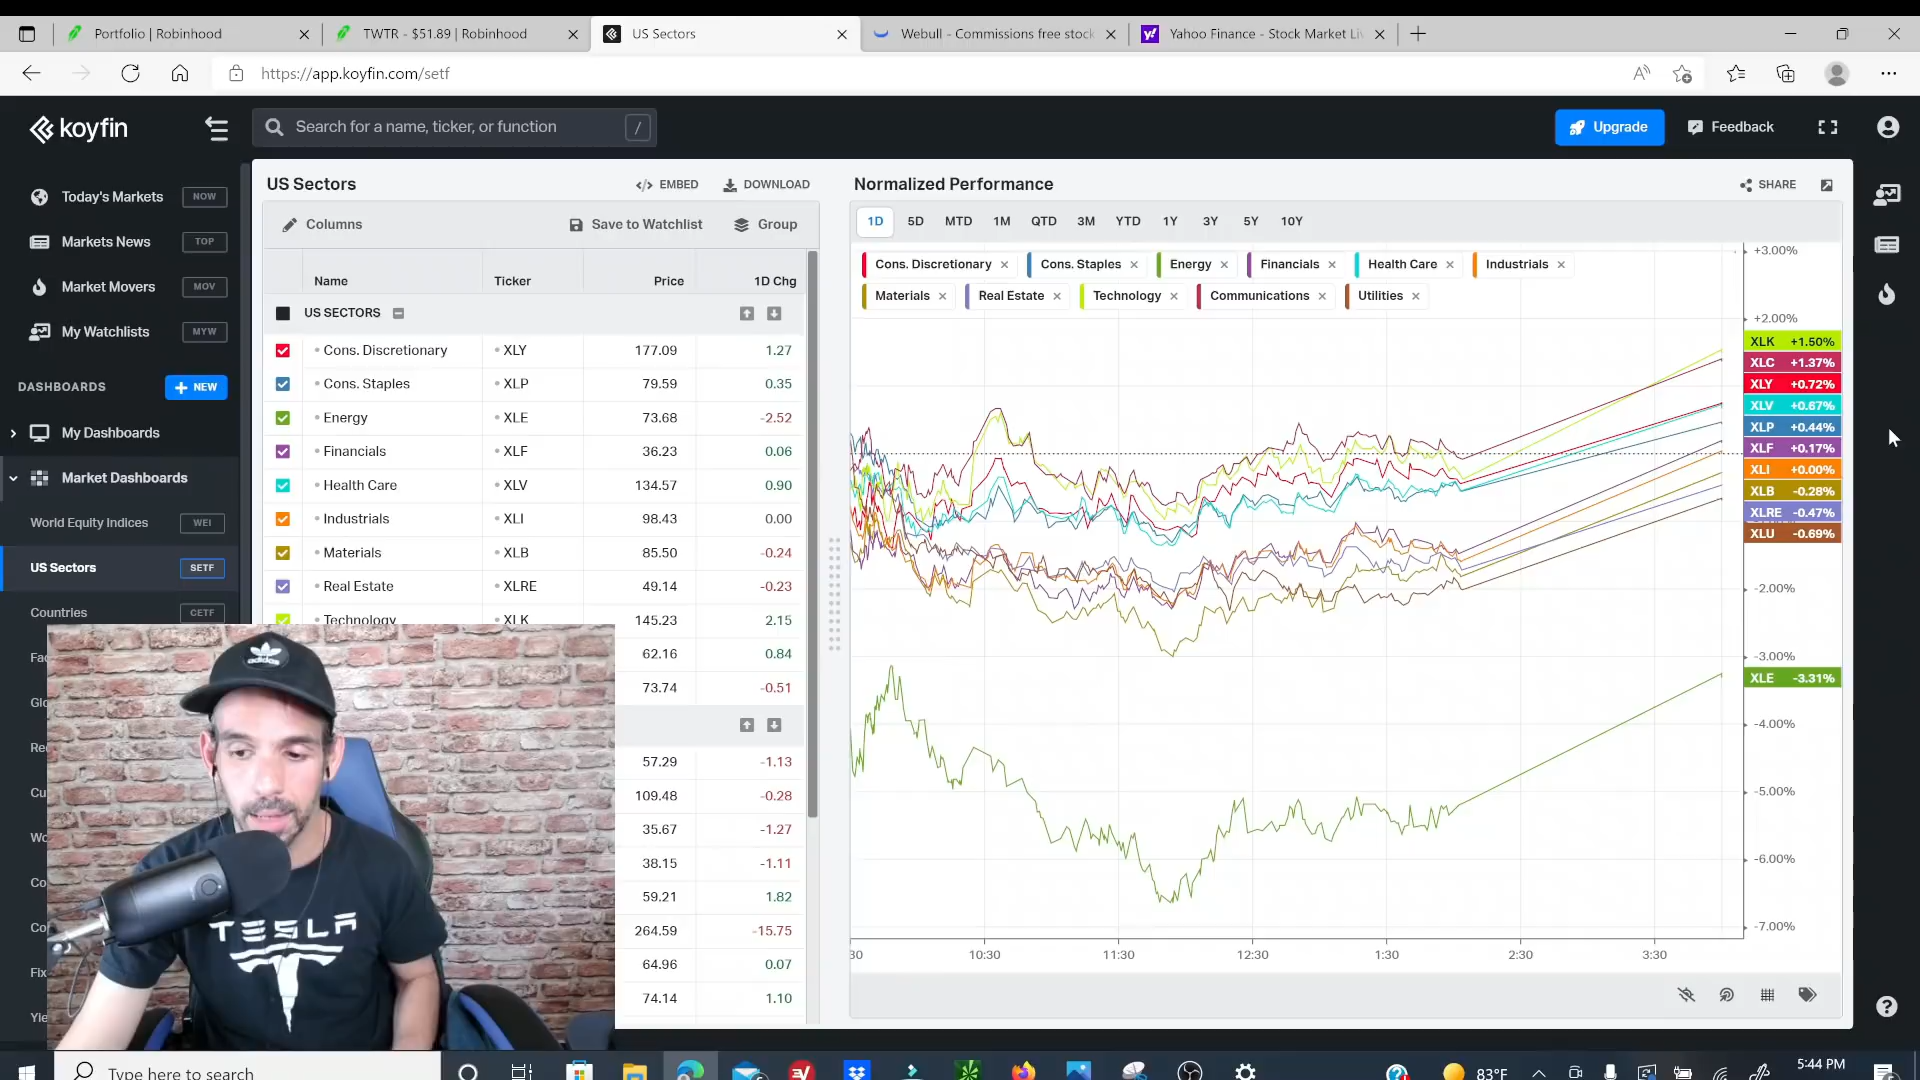 Portfolio | Robinhood
TWTR - $51.89 | Robinhood
US Sectors
Webull - Commissions free stock
Yahoo Finance - Stock Market Liv
https://app.koyfin.com/setf
koyfin
Search for a name, ticker, or function /
Upgrade
Feedback
Today's Markets NOW
Markets News TOP
Market Movers MOV
My Watchlists MYW
DASHBOARDS + NEW
My Dashboards
Market Dashboards
World Equity Indices WEI
US Sectors SETF
Countries CETF
US Sectors
EMBED DOWNLOAD
Columns Save to Watchlist Group
Name Ticker Price 1D Chg
US SECTORS
Cons. Discretionary XLY 177.09 1.27
Cons. Staples XLP 79.59 0.35
Energy XLE 73.68 -2.52
Financials XLF 36.23 0.06
Health Care XLV 134.57 0.90
Industrials XLI 98.43 0.00
Materials XLB 85.50 -0.24
Real Estate XLRE 49.14 -0.23
Technology XLK 145.23 2.15
62.16 0.84
73.74 -0.51
57.29 -1.13
109.48 -0.28
35.67 -1.27
38.15 -1.11
59.21 1.82
264.59 -15.75
64.96 0.07
74.14 1.10
Normalized Performance
SHARE
1D 5D MTD 1M QTD 3M YTD 1Y 3Y 5Y 10Y
Cons. Discretionary × Cons. Staples × Energy × Financials × Health Care × Industrials ×
Materials × Real Estate × Technology × Communications × Utilities ×
+3.00%
+2.00%
XLK +1.50%
XLC +1.37%
XLY +0.72%
XLV +0.67%
XLP +0.44%
XLF +0.17%
XLI +0.00%
XLB -0.28%
XLRE -0.47%
XLU -0.69%
-2.00%
-3.00%
XLE -3.31%
-4.00%
-5.00%
-6.00%
-7.00%
30 10:30 11:30 12:30 1:30 2:30 3:30
adidas
TESLA
Type here to search
83°F
5:44 PM